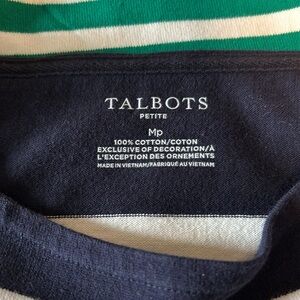 TALBOTS
PETITE
Mp
100% COTTON/COTON
EXCLUSIVE OF DECORATION/À
L'EXCEPTION DES ORNEMENTS
MADE IN VIETNAM/FABRIQUÉ AU VIETNAM